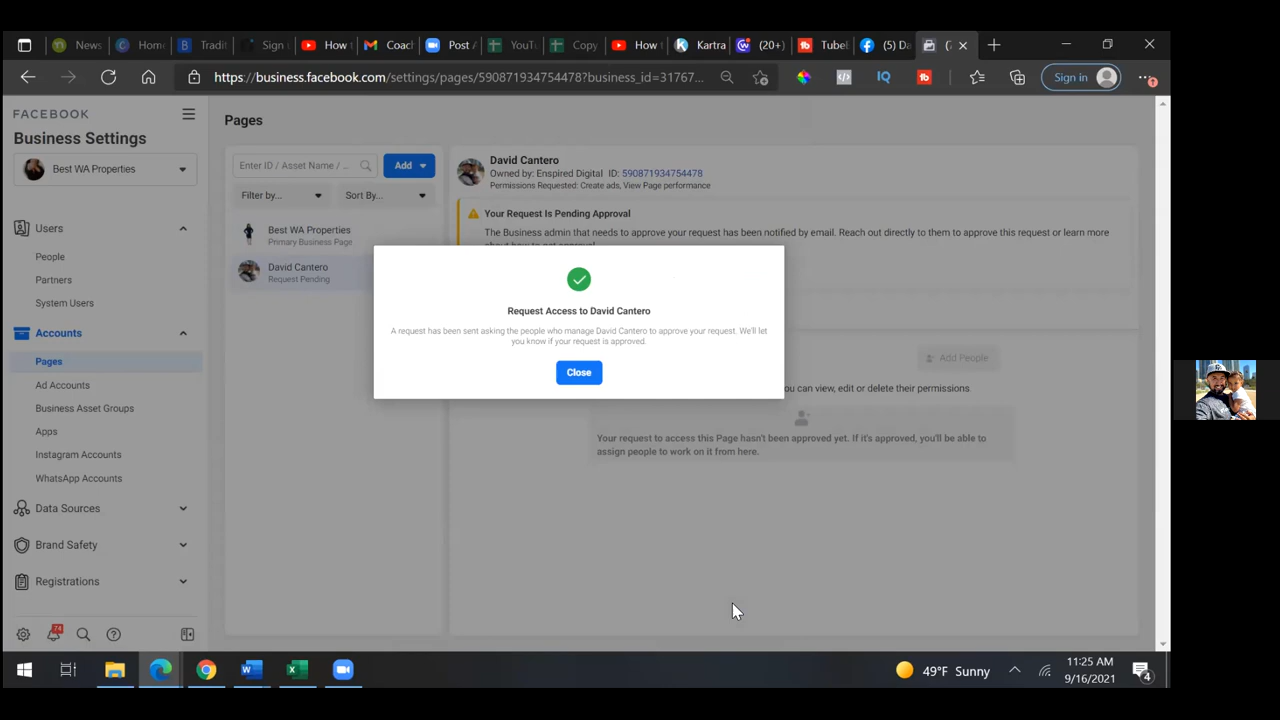 News
Home
Tradit
Sign
How t
Coach
Post /
YouTu
Copy
How t
Kartra
(20+)
TubeB
(5) Da
https://business.facebook.com/settings/pages/590871934754478?business_id=31767...
IQ
Sign in
FACEBOOK
Business Settings
Best WA Properties
Users
People
Partners
System Users
Accounts
Pages
Ad Accounts
Business Asset Groups
Apps
Instagram Accounts
WhatsApp Accounts
Data Sources
Brand Safety
Registrations
74
Pages
Enter ID / Asset Name / ...
Add
Filter by...
Sort By...
Best WA Properties
Primary Business Page
David Cantero
Request Pending
David Cantero
Owned by: Enspired Digital ID: 590871934754478
Permissions Requested: Create ads, View Page performance
Your Request Is Pending Approval
The Business admin that needs to approve your request has been notified by email. Reach out directly to them to approve this request or learn more
Request Access to David Cantero
A request has been sent asking the people who manage David Cantero to approve your request. We'll let
you know if your request is approved.
Close
Add People
ou can view, edit or delete their permissions
Your request to access this Page hasn't been approved yet. If it's approved, you'll be able to
assign people to work on it from here.
49°F Sunny
11:25 AM
9/16/2021
4